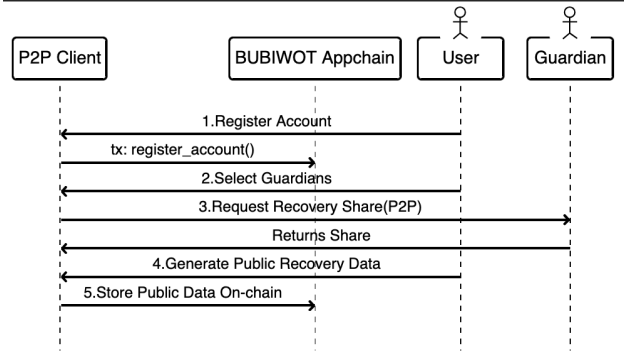 P2P Client
BUBIWOT Appchain
User
Guardian
1.Register Account
tx: register_account()
2.Select Guardians
3.Request Recovery Share(P2P)
Returns Share
4.Generate Public Recovery Data
5.Store Public Data On-chain